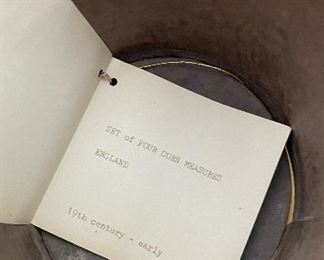 SET of FOUR CORN MEASURES
ENGLAND
19th century - early